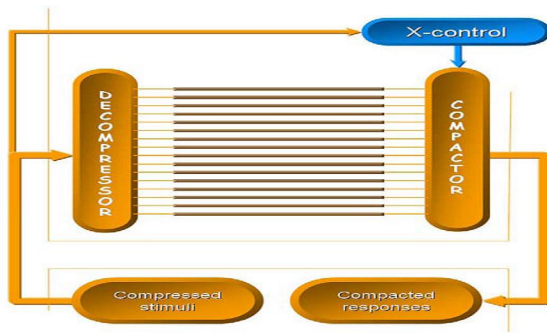 X-control
DECOMPRESSOR
COMPACTOR
Compressed
stimuli
Compacted
responses